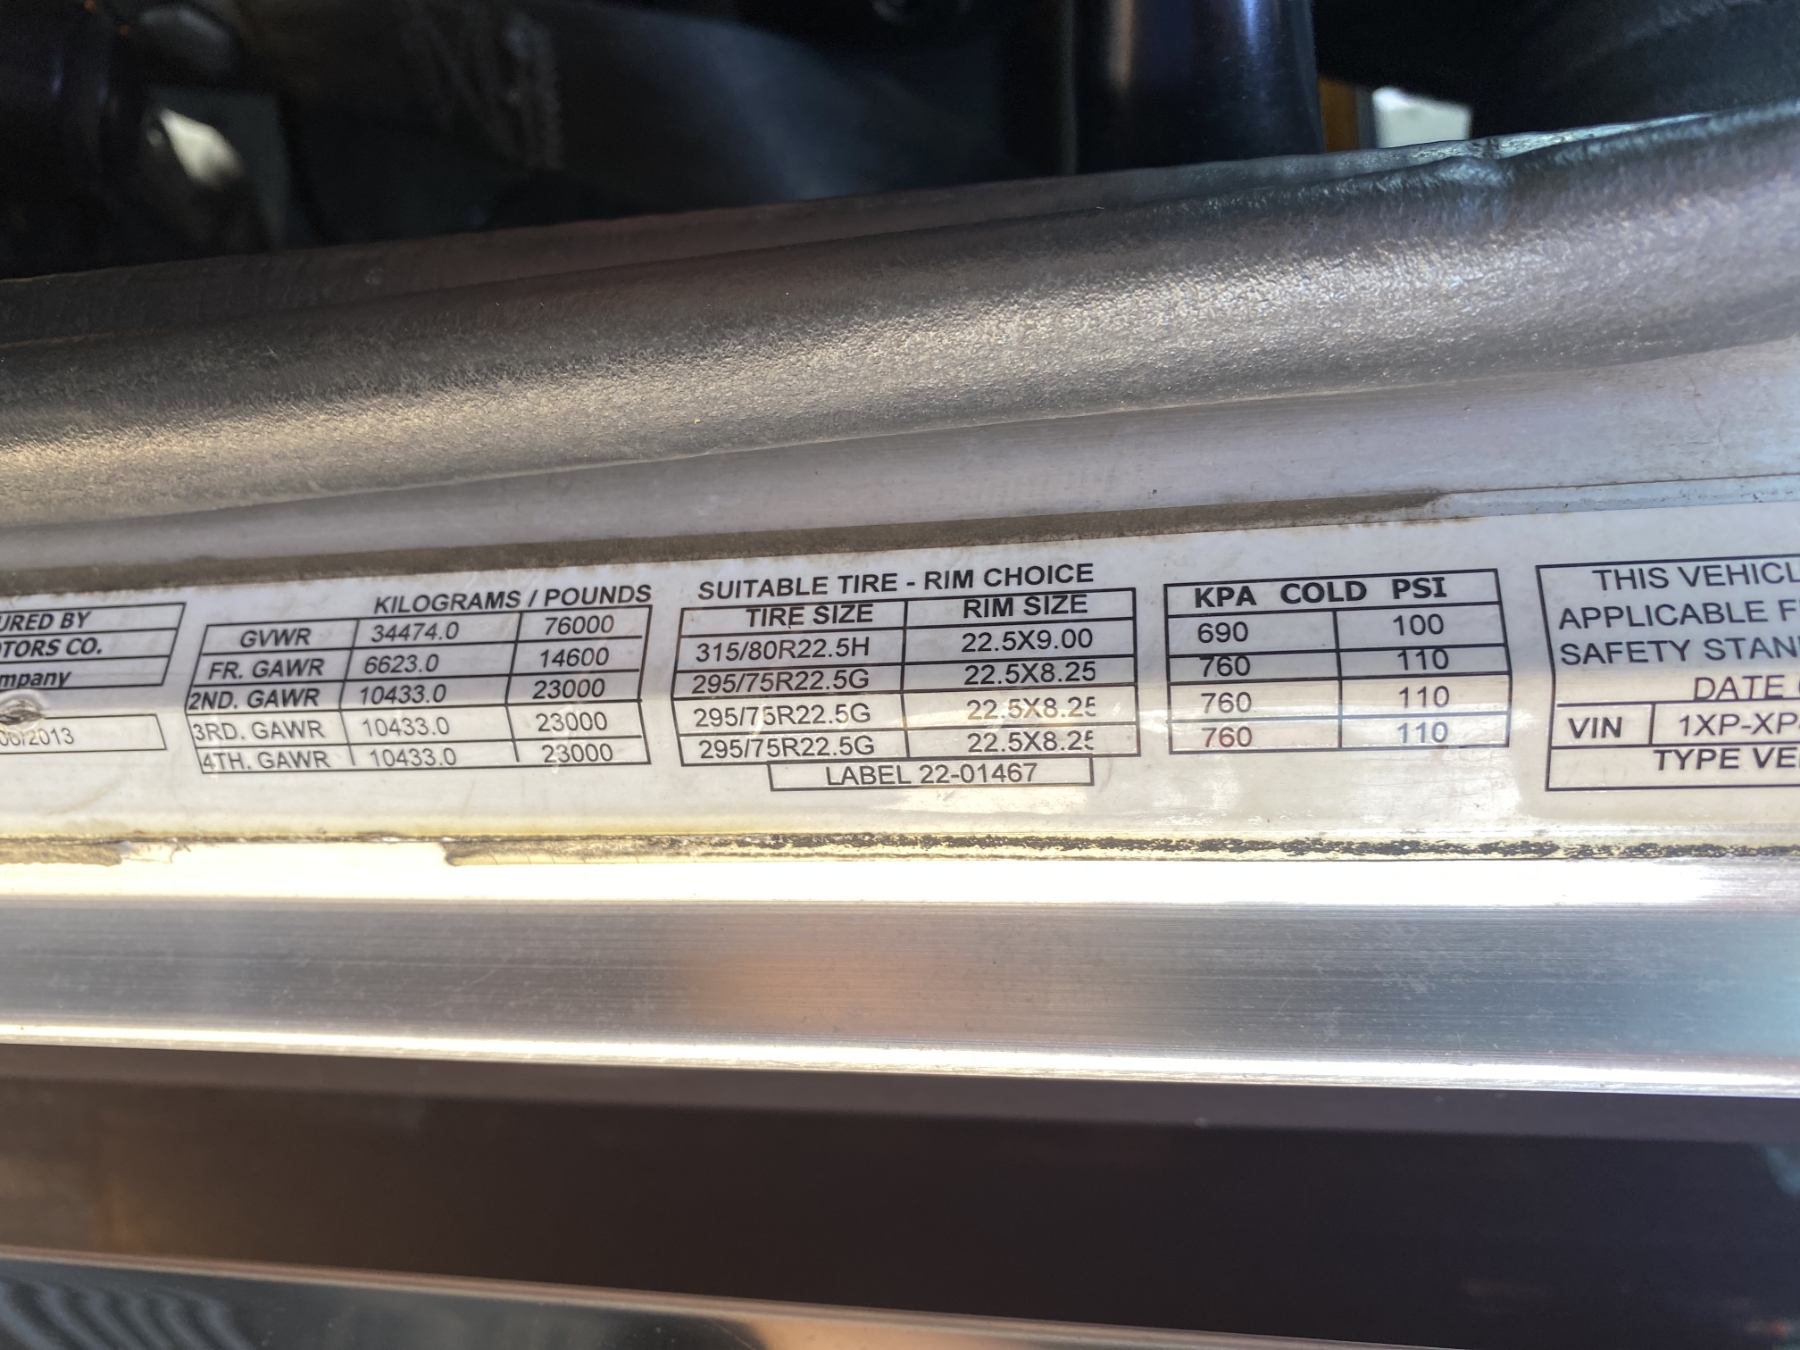 URED BY
TORS CO.
mpany
06/2013
KILOGRAMS / POUNDS
GVWR 34474.0 76000
FR. GAWR 6623.0 14600
2ND. GAWR 10433.0 23000
3RD. GAWR 10433.0 23000
4TH. GAWR 10433.0 23000
SUITABLE TIRE - RIM CHOICE
TIRE SIZE RIM SIZE
315/80R22.5H 22.5X9.00
295/75R22.5G 22.5X8.25
295/75R22.5G 22.5X8.25
295/75R22.5G 22.5X8.25
LABEL 22-01467
KPA COLD PSI
690 100
760 110
760 110
760 110
THIS VEHICL
APPLICABLE F
SAFETY STAN
DATE
VIN 1XP-XP
TYPE VE